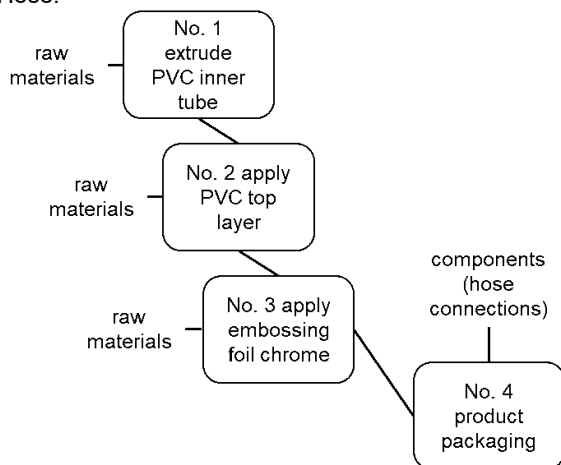 Hose.
No. 1
extrude
PVC inner
tube
raw
materials
No. 2 apply
PVC top
layer
raw
materials
No. 3 apply
embossing
foil chrome
raw
materials
components
(hose
connections)
No. 4
product
packaging